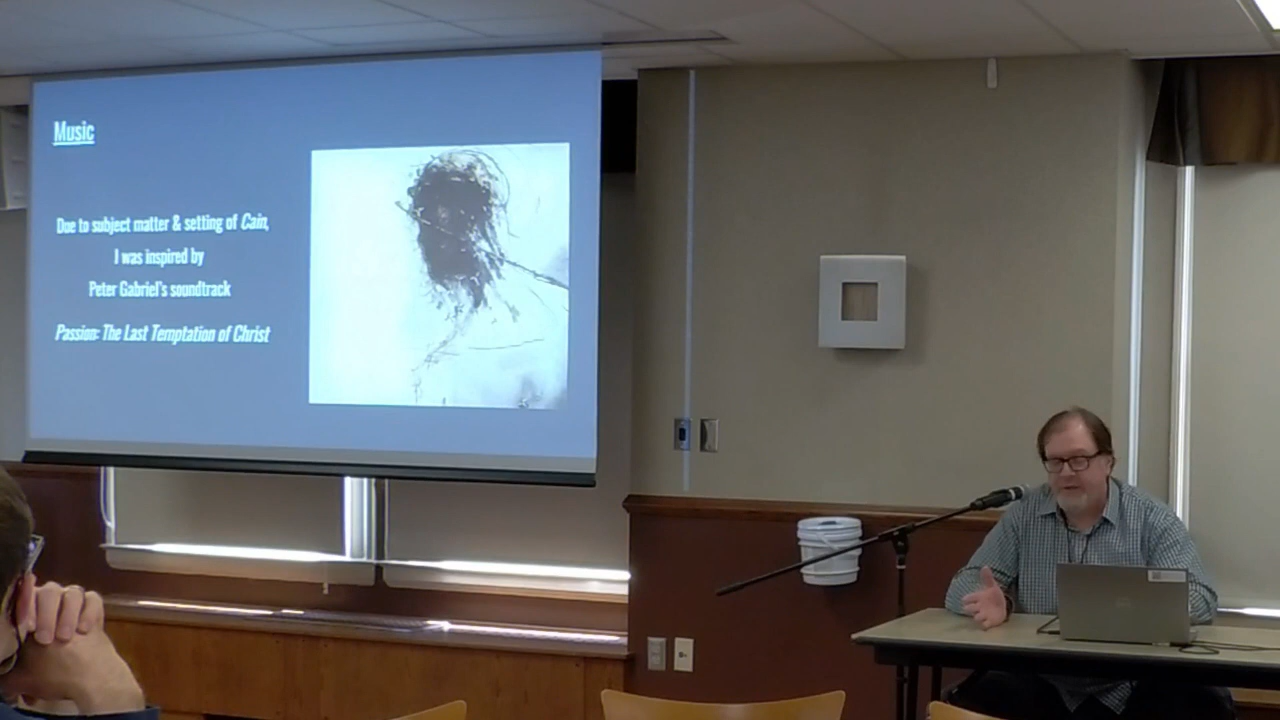 Music
Due to subject matter & setting of Cain,
I was inspired by
Peter Gabriel's soundtrack
Passion: The Last Temptation of Christ